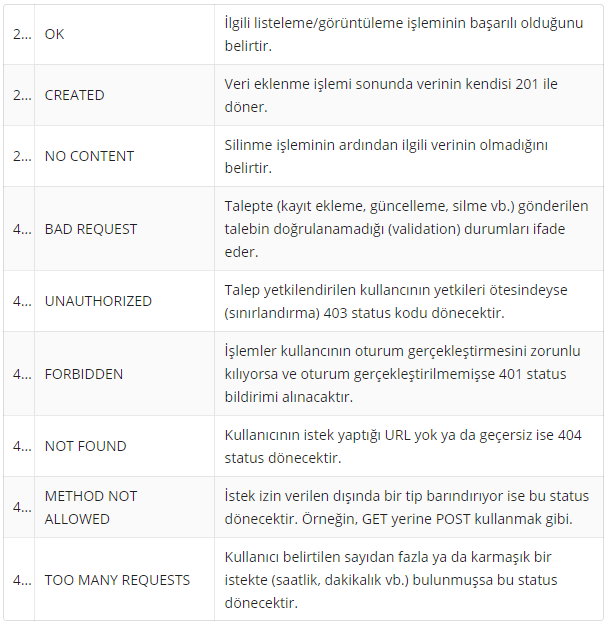 2... OK İlgili listeleme/görüntüleme işleminin başarılı olduğunu
belirtir.
2... CREATED Veri eklenme işlemi sonunda verinin kendisi 201 ile
döner.
2... NO CONTENT Silinme işleminin ardından ilgili verinin olmadığını
belirtir.
4... BAD REQUEST Talepte (kayıt ekleme, güncelleme, silme vb.) gönderilen
talebin doğrulanamadığı (validation) durumları ifade
eder.
4... UNAUTHORIZED Talep yetkilendirilen kullancının yetkileri ötesindeyse
(sınırlandırma) 403 status kodu dönecektir.
4... FORBIDDEN İşlemler kullancının oturum gerçekleştirmesini zorunlu
kılıyorsa ve oturum gerçekleştirilmemişse 401 status
bildirimi alınacaktır.
4... NOT FOUND Kullanıcının istek yaptığı URL yok ya da geçersiz ise 404
status dönecektir.
4... METHOD NOT ALLOWED İstek izin verilen dışında bir tip barındırıyor ise bu status
dönecektir. Örneğin, GET yerine POST kullanmak gibi.
4... TOO MANY REQUESTS Kullanıcı belirtilen sayıdan fazla ya da karmaşık bir
istekte (saatlik, dakikalık vb.) bulunmuşsa bu status
dönecektir.